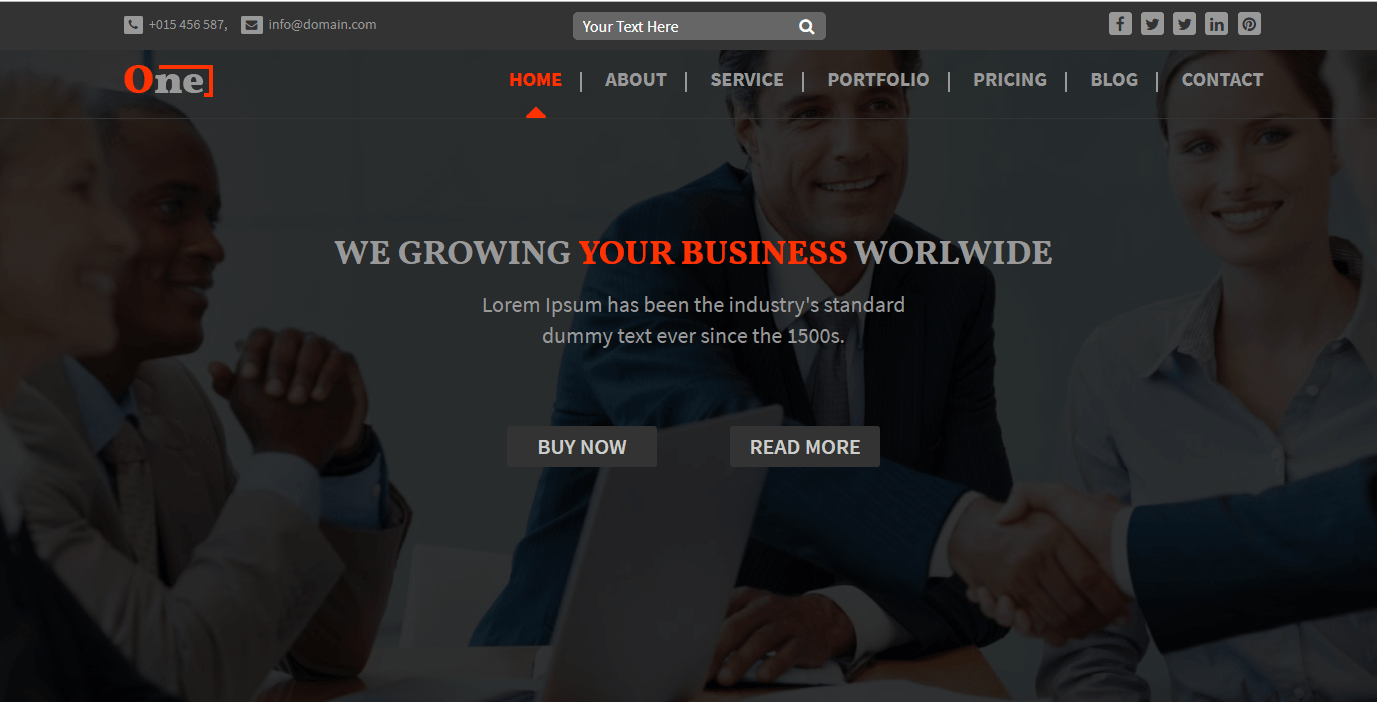 +015 456 587, info@domain.com Your Text Here
One
HOME | ABOUT | SERVICE | PORTFOLIO | PRICING | BLOG | CONTACT
WE GROWING YOUR BUSINESS WORLWIDE
Lorem Ipsum has been the industry's standard
dummy text ever since the 1500s.
BUY NOW READ MORE